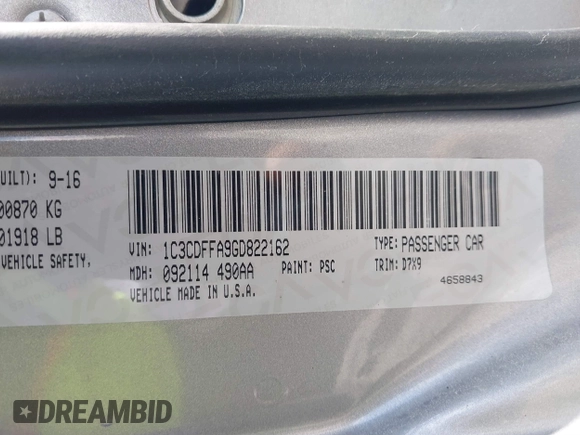 UILT): 9-16
00870 KG
01918 LB
VEHICLE SAFETY,
VIN: 1C3CDFFA9GD822162 TYPE: PASSENGER CAR
MDH: 092114 490AA PAINT: PSC TRIM: D7X9
VEHICLE MADE IN U.S.A. 4658843
DREAMBID